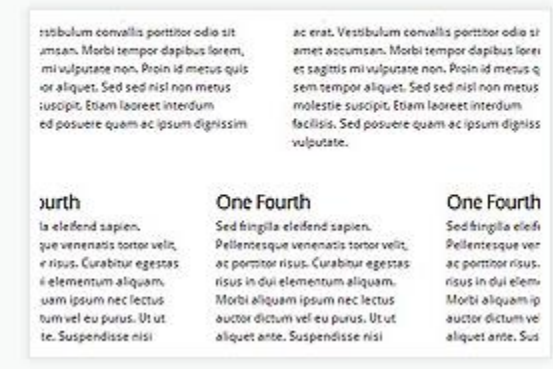 estibulum convallis porttitor odio sit
umsan. Morbi tempor dapibus lorem,
mi vulputate non. Proin id metus quis
or aliquet. Sed sed nisl non metus
suscipit. Etiam laoreet interdum
ed posuere quam ac ipsum dignissim
ac erat. Vestibulum convallis porttitor odio sit
amet accumsan. Morbi tempor dapibus lorem
et sagittis mi vulputate non. Proin id metus q
sem tempor aliquet. Sed sed nisl non metus
molestie suscipit. Etiam laoreet interdum
facilisis. Sed posuere quam ac ipsum digniss
vulputate.
ourth
la eleifend sapien.
que venenatis tortor velit,
r risus. Curabitur egestas
i elementum aliquam.
uam ipsum nec lectus
tum vel eu purus. Ut ut
te. Suspendisse nisi
One Fourth
Sed fringilla eleifend sapien.
Pellentesque venenatis tortor velit,
ac porttitor risus. Curabitur egestas
risus in dui elementum aliquam.
Morbi aliquam ipsum nec lectus
auctor dictum vel eu purus. Ut ut
aliquet ante. Suspendisse nisi
One Fourth
Sed fringilla eleife
Pellentesque ver
ac porttitor risus.
risus in dui eleme
Morbi aliquam ip
auctor dictum ve
aliquet ante. Sus